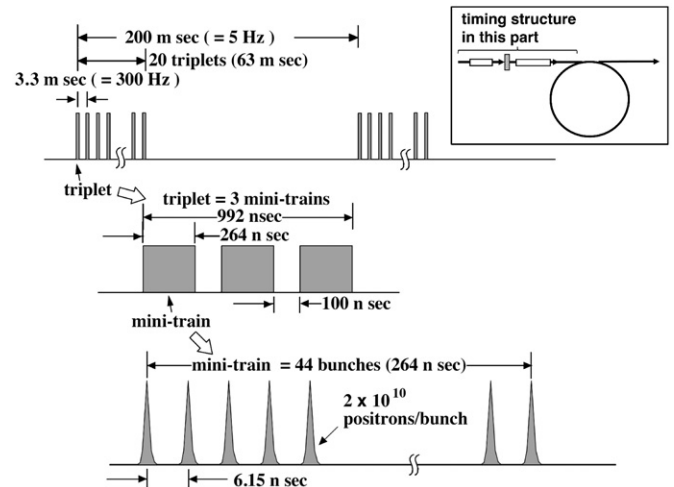 timing structure
in this part
200 m sec ( = 5 Hz )
20 triplets (63 m sec)
3.3 m sec (= 300 Hz )
triplet
triplet = 3 mini-trains
992 nsec
264 n sec
100 n sec
mini-train
mini-train = 44 bunches (264 n sec)
2 x 10¹⁰
positrons/bunch
6.15 n sec